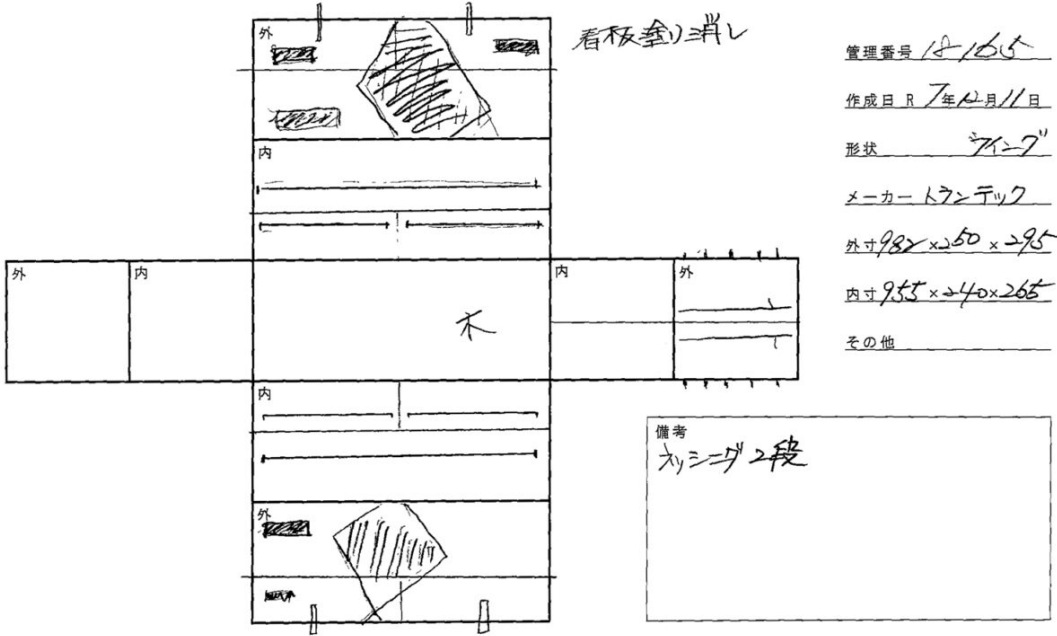 看板塗り消し
管理番号 18165
作成日 R 7年12月11日
形状 ウイング
メーカー トランテック
外寸 982×250×295
内寸 955×240×265
その他
外
内
外
内
木
内
外
内
外
備考
ラッシング2段